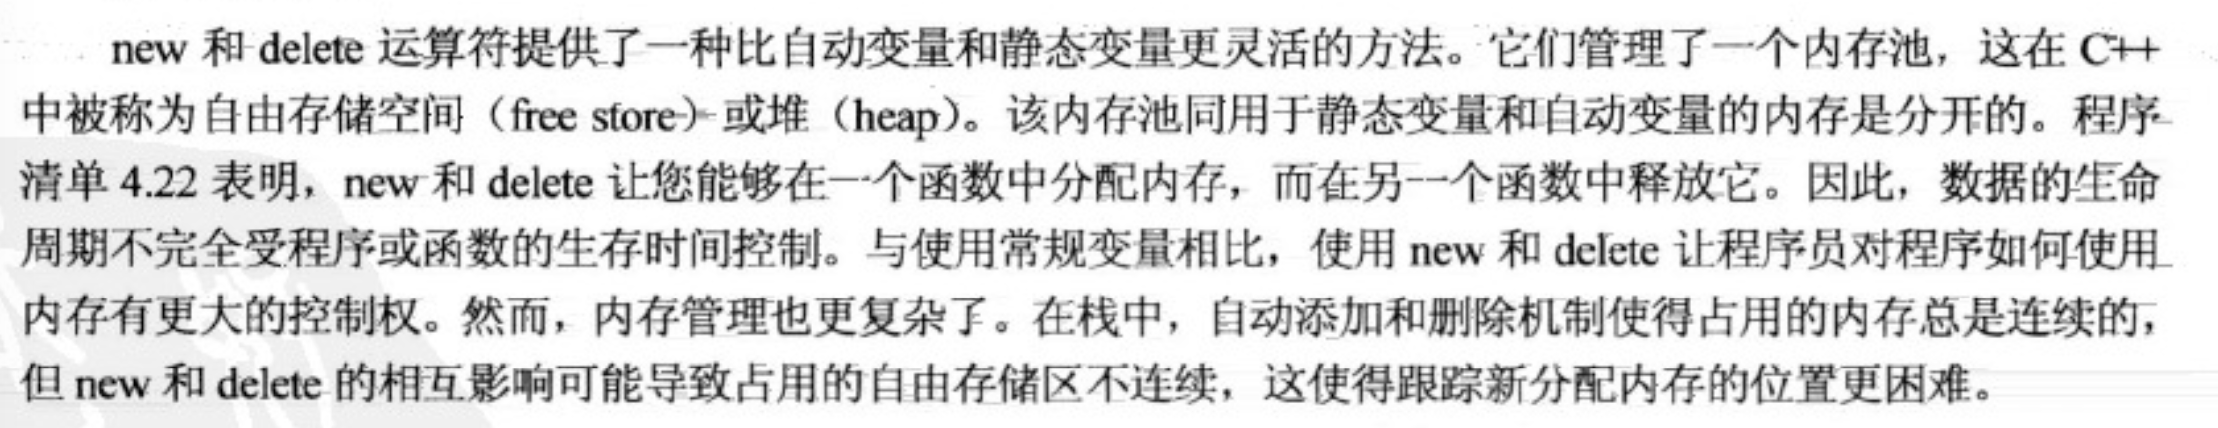 new 和 delete 运算符提供了一种比自动变量和静态变量更灵活的方法。它们管理了一个内存池，这在 C++
中被称为自由存储空间（free store）或堆（heap）。该内存池同用于静态变量和自动变量的内存是分开的。程序
清单 4.22 表明，new 和 delete 让您能够在一个函数中分配内存，而在另一个函数中释放它。因此，数据的生命
周期不完全受程序或函数的生存时间控制。与使用常规变量相比，使用 new 和 delete 让程序员对程序如何使用
内存有更大的控制权。然而，内存管理也更复杂了。在栈中，自动添加和删除机制使得占用的内存总是连续的，
但 new 和 delete 的相互影响可能导致占用的自由存储区不连续，这使得跟踪新分配内存的位置更困难。